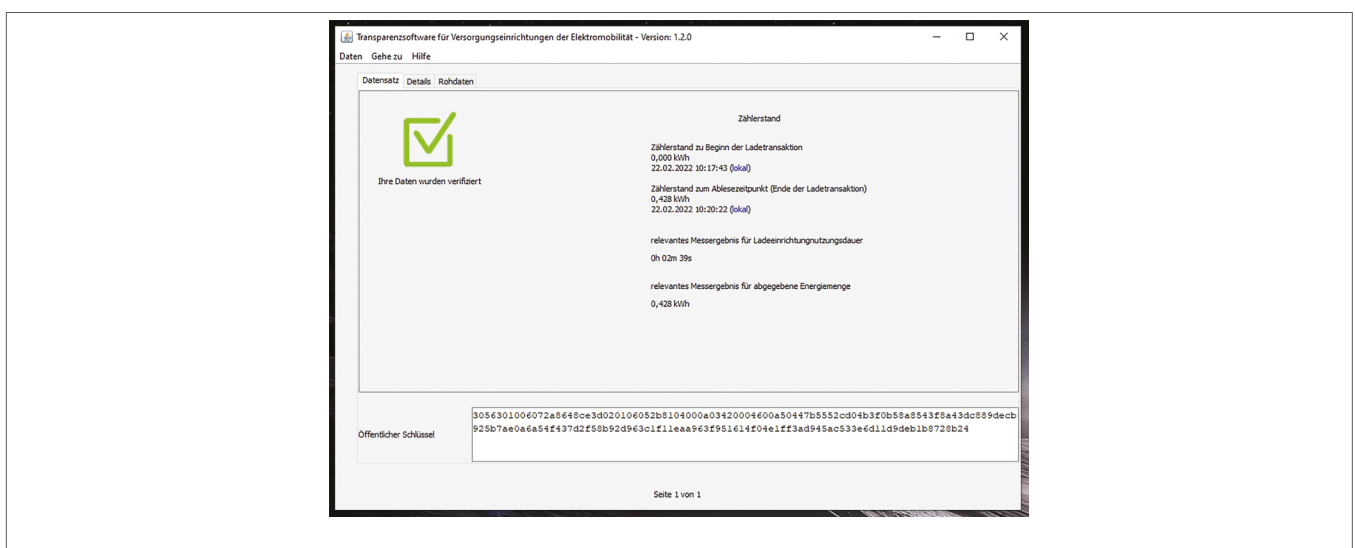 Transparenzsoftware für Versorgungseinrichtungen der Elektromobilität - Version: 1.2.0
Daten Gehe zu Hilfe
Datensatz Details Rohdaten
Ihre Daten wurden verifiziert
Zählerstand
Zählerstand zu Beginn der Ladetransaktion
0,000 kWh
22.02.2022 10:17:43 (lokal)
Zählerstand zum Ablesezeitpunkt (Ende der Ladetransaktion)
0,428 kWh
22.02.2022 10:20:22 (lokal)
relevantes Messergebnis für Ladeeinrichtungnutzungsdauer
0h 02m 39s
relevantes Messergebnis für abgegebene Energiemenge
0,428 kWh
Öffentlicher Schlüssel
3056301006072a8648ce3d020106052b8104000a03420004600a50447b5552cd04b3f0b58a8543f8a43dc889decb
925b7ae0a6a54f437d2f58b92d963c1f11eaa963f951614f04e1ff3ad945ac533e6d11d9deb1b8728b24
Seite 1 von 1